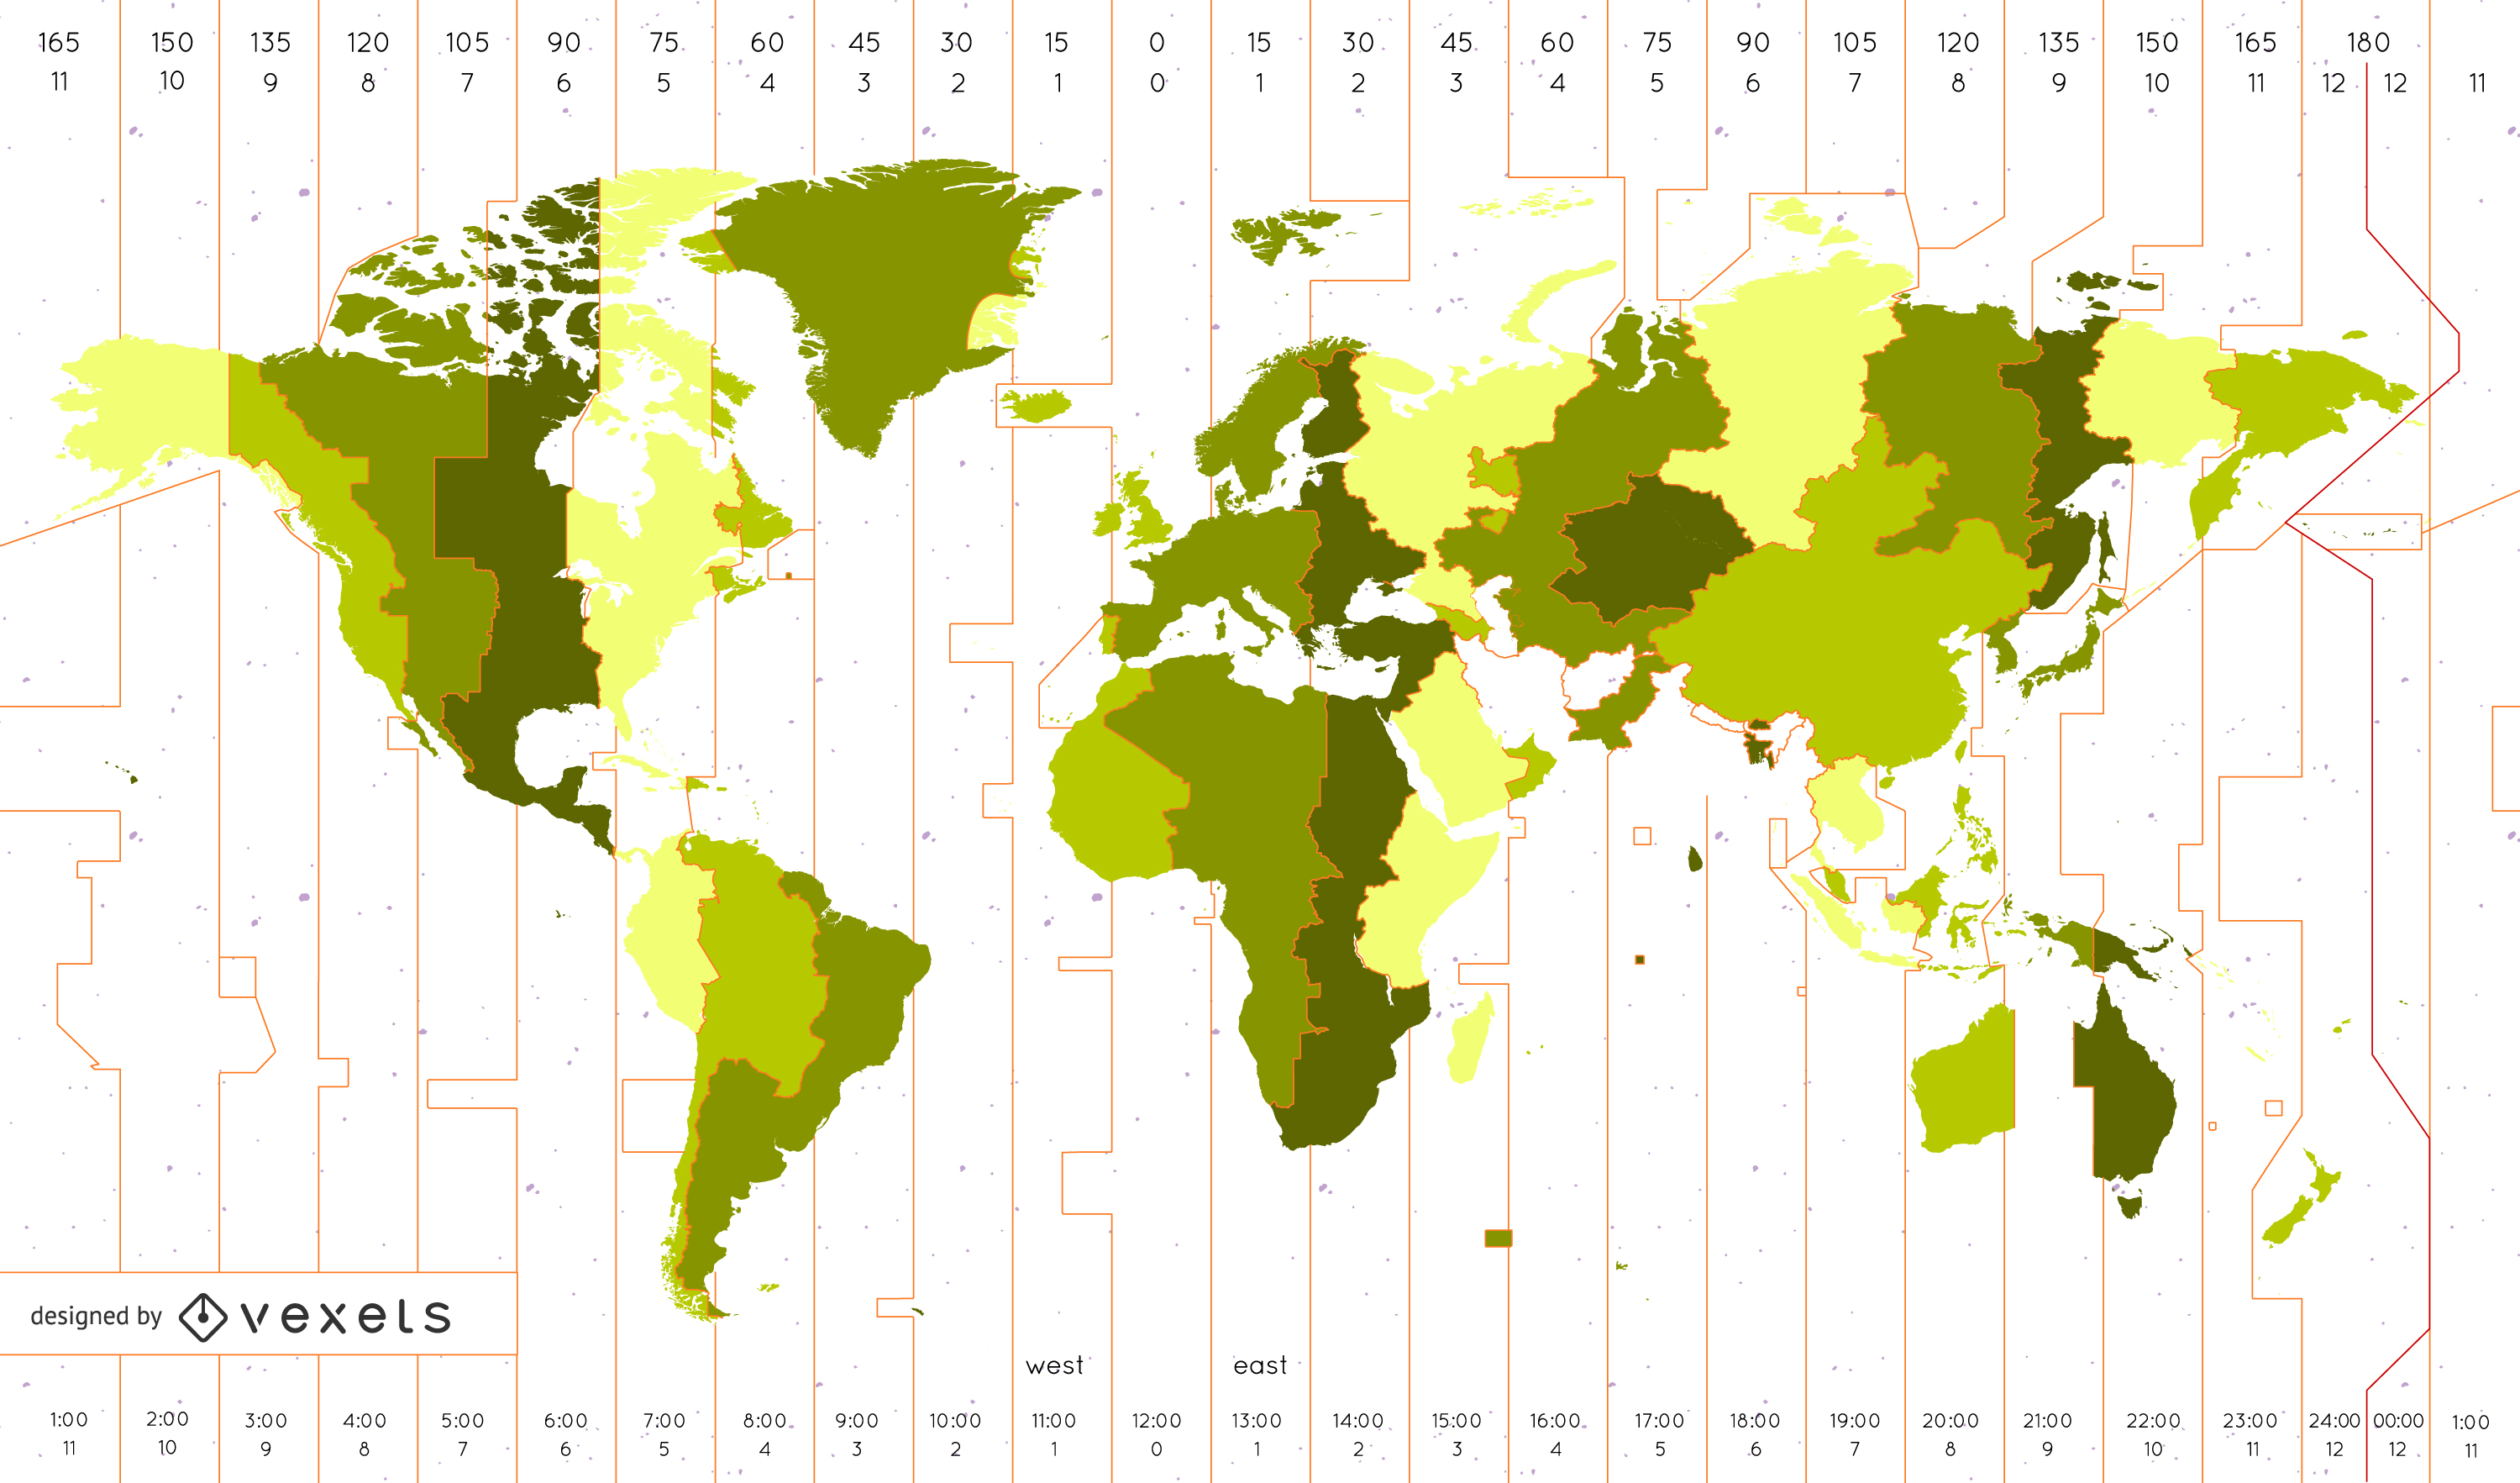 165 150 135 120 105 90 75 60 45 30 15 0 15 30 45 60 75 90 105 120 135 150 165 180
11 10 9 8 7 6 5 4 3 2 1 0 1 2 3 4 5 6 7 8 9 10 11 12 12 11
designed by vexels
west east
1:00 2:00 3:00 4:00 5:00 6:00 7:00 8:00 9:00 10:00 11:00 12:00 13:00 14:00 15:00 16:00 17:00 18:00 19:00 20:00 21:00 22:00 23:00 24:00 00:00 1:00
11 10 9 8 7 6 5 4 3 2 1 0 1 2 3 4 5 6 7 8 9 10 11 12 12 11